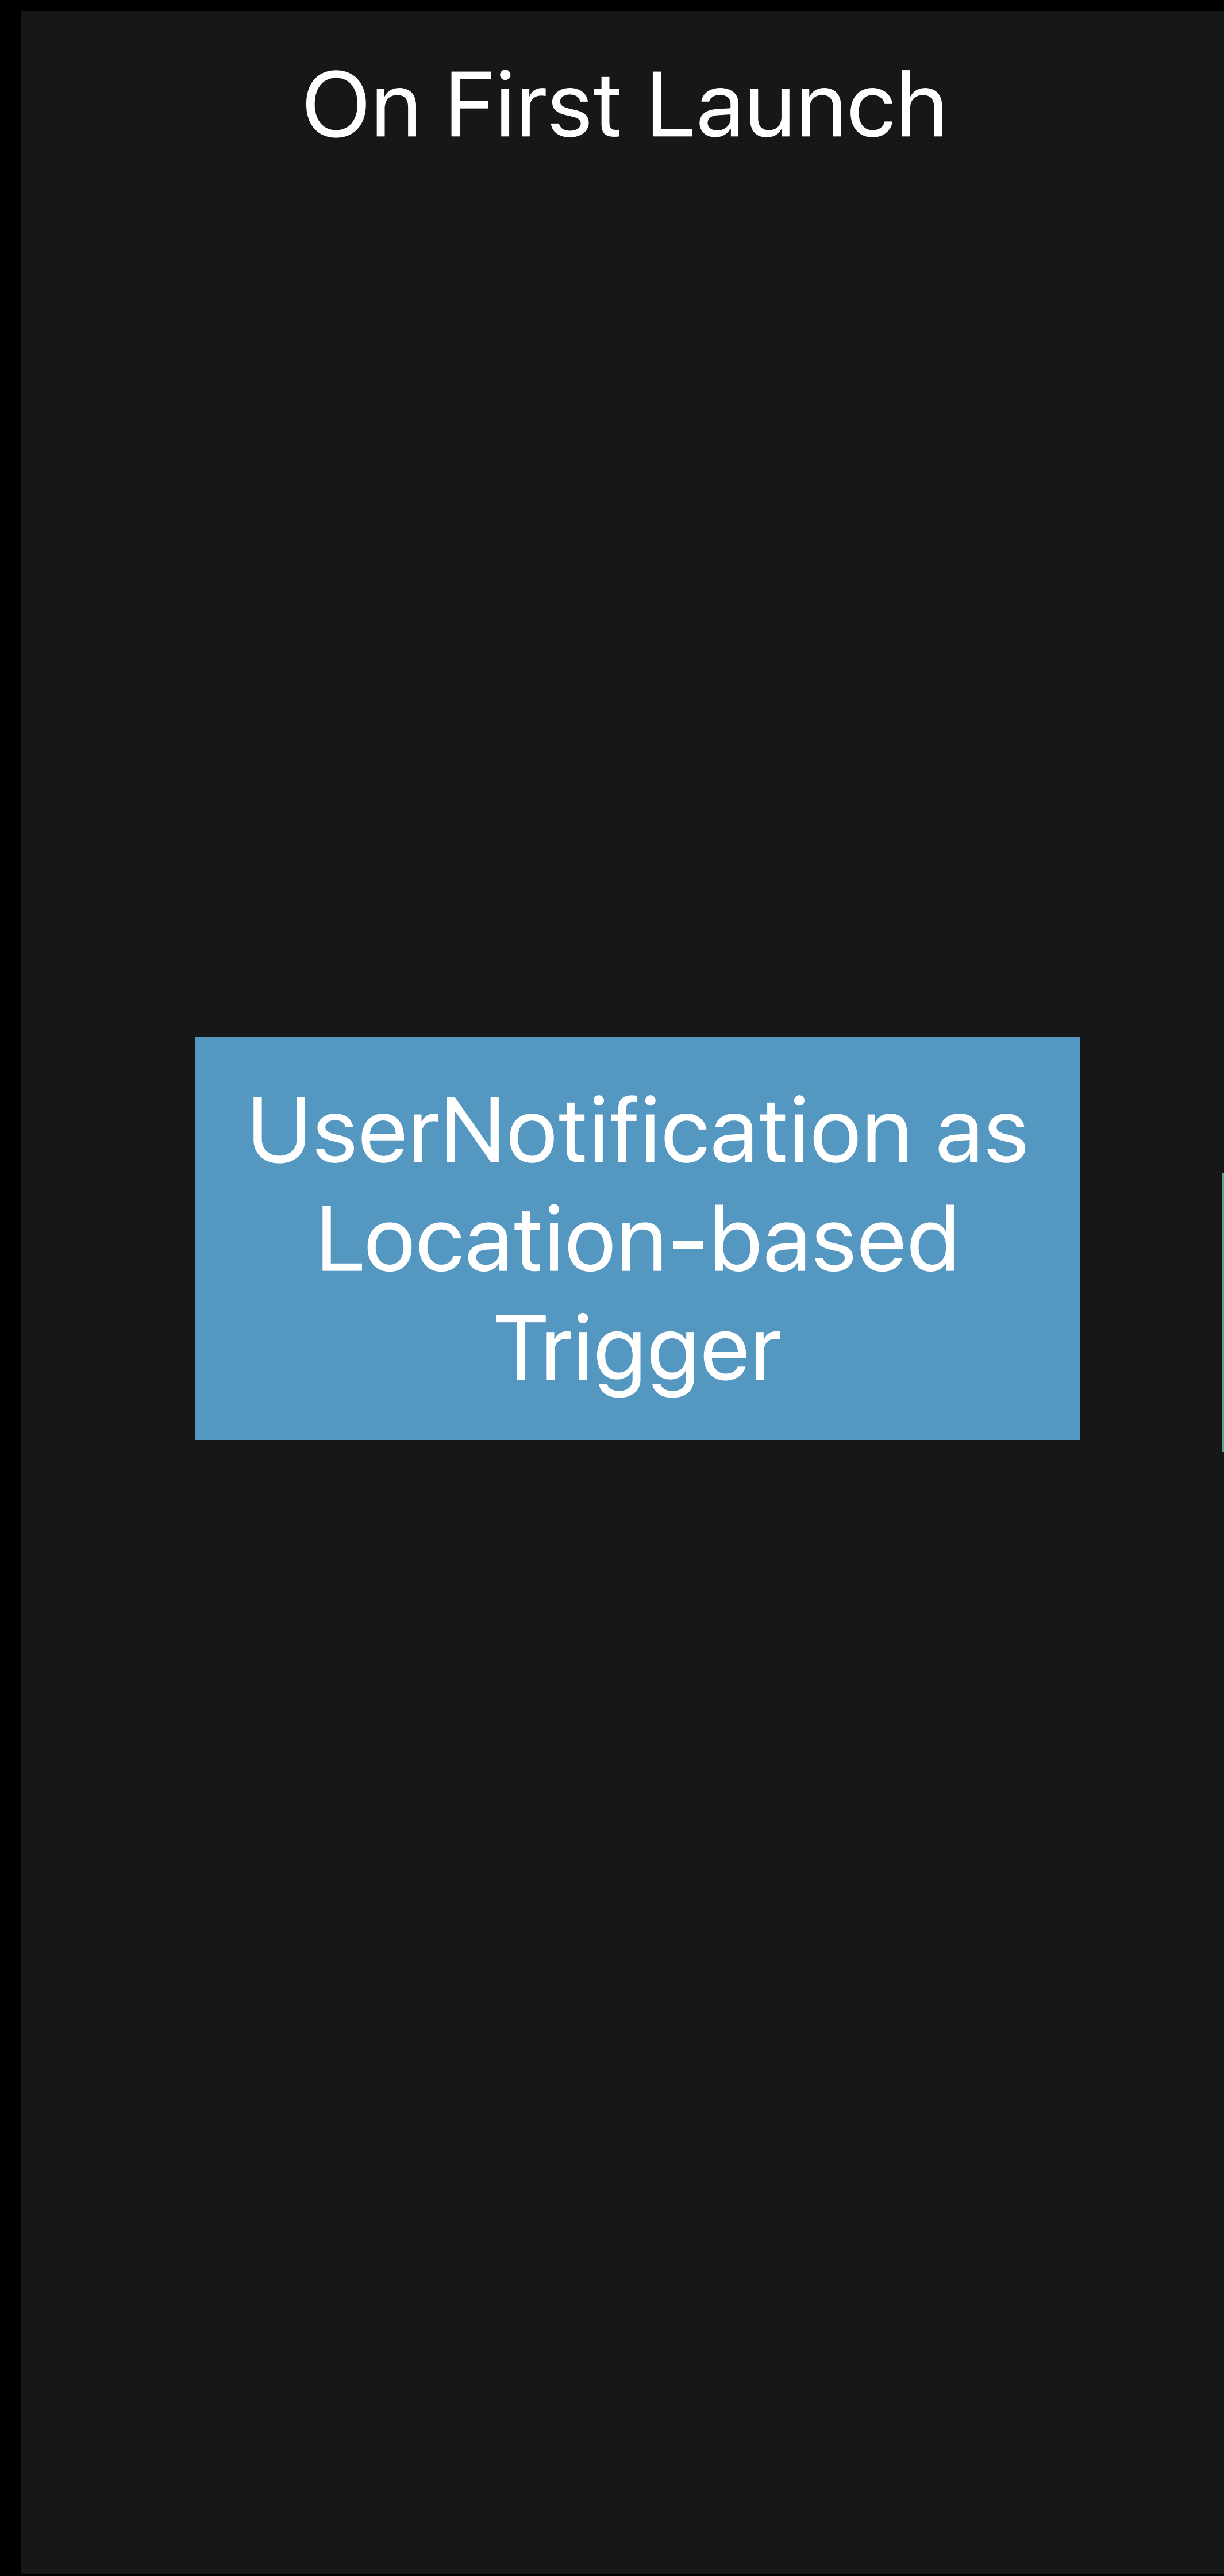 On First Launch
UserNotification as
Location-based
Trigger